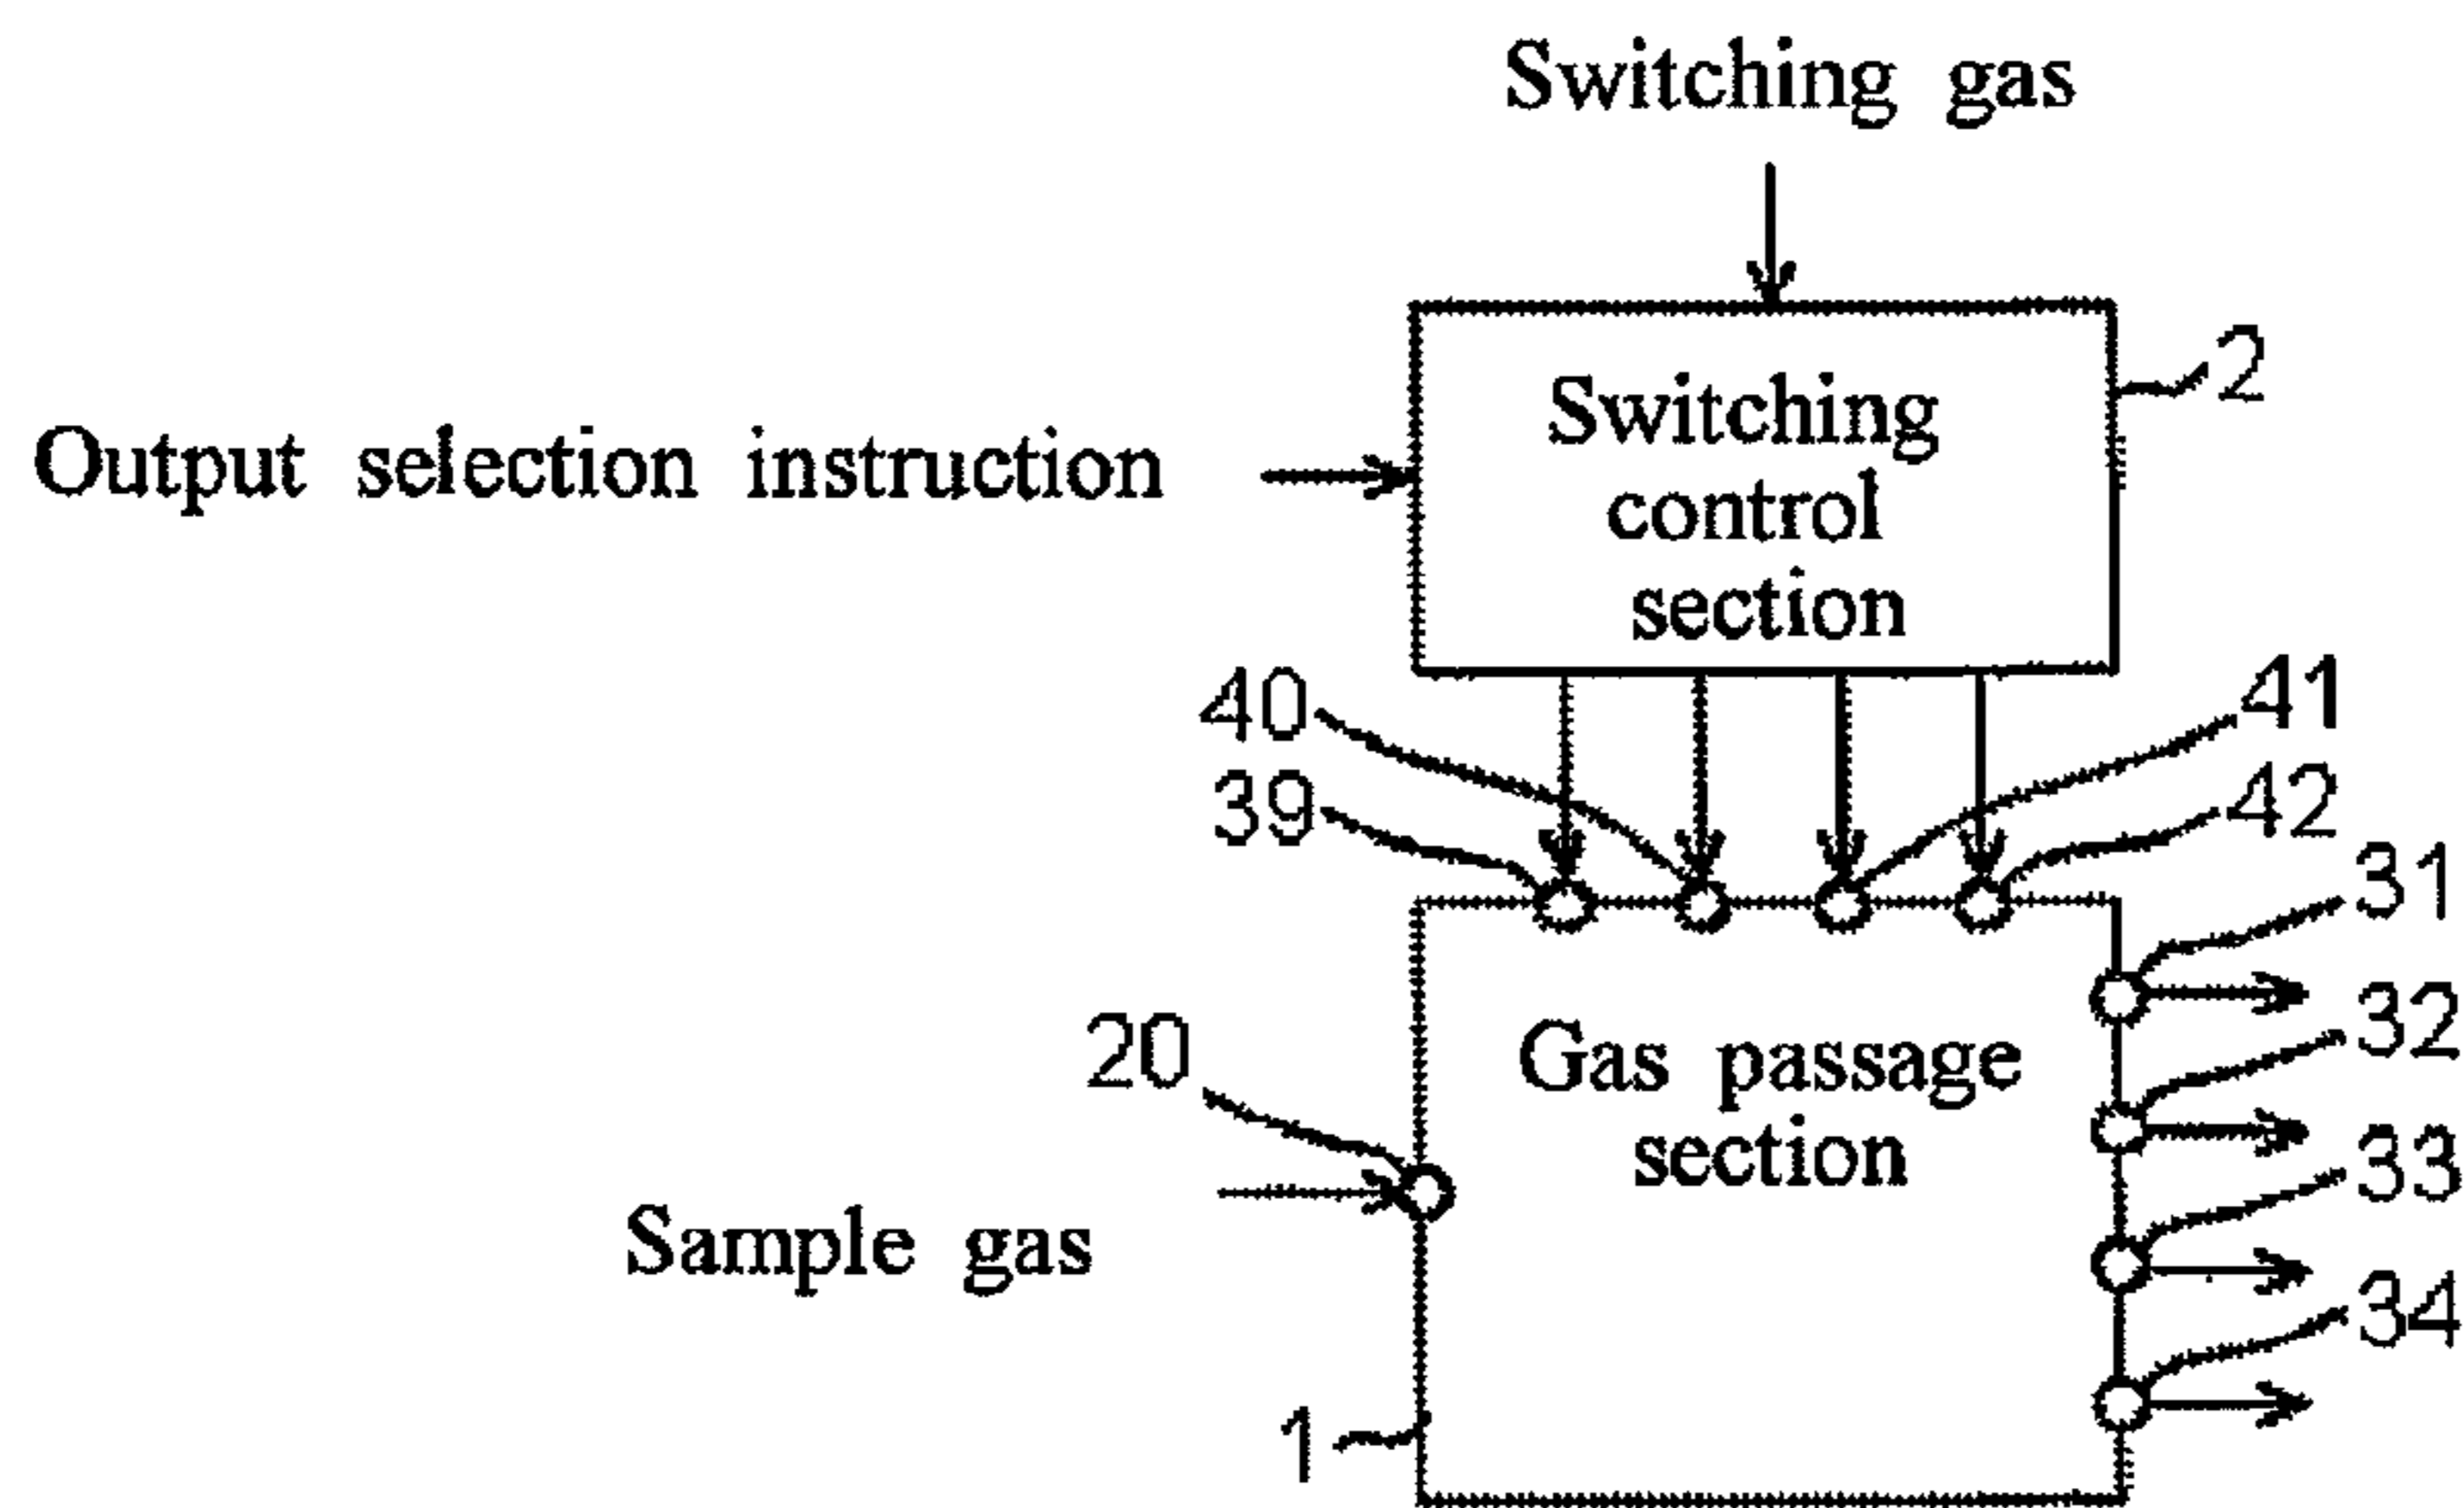 Switching gas
2
Output selection instruction
Switching
control
section
40
41
39
42
31
20
32
Gas passage
section
33
Sample gas
34
1